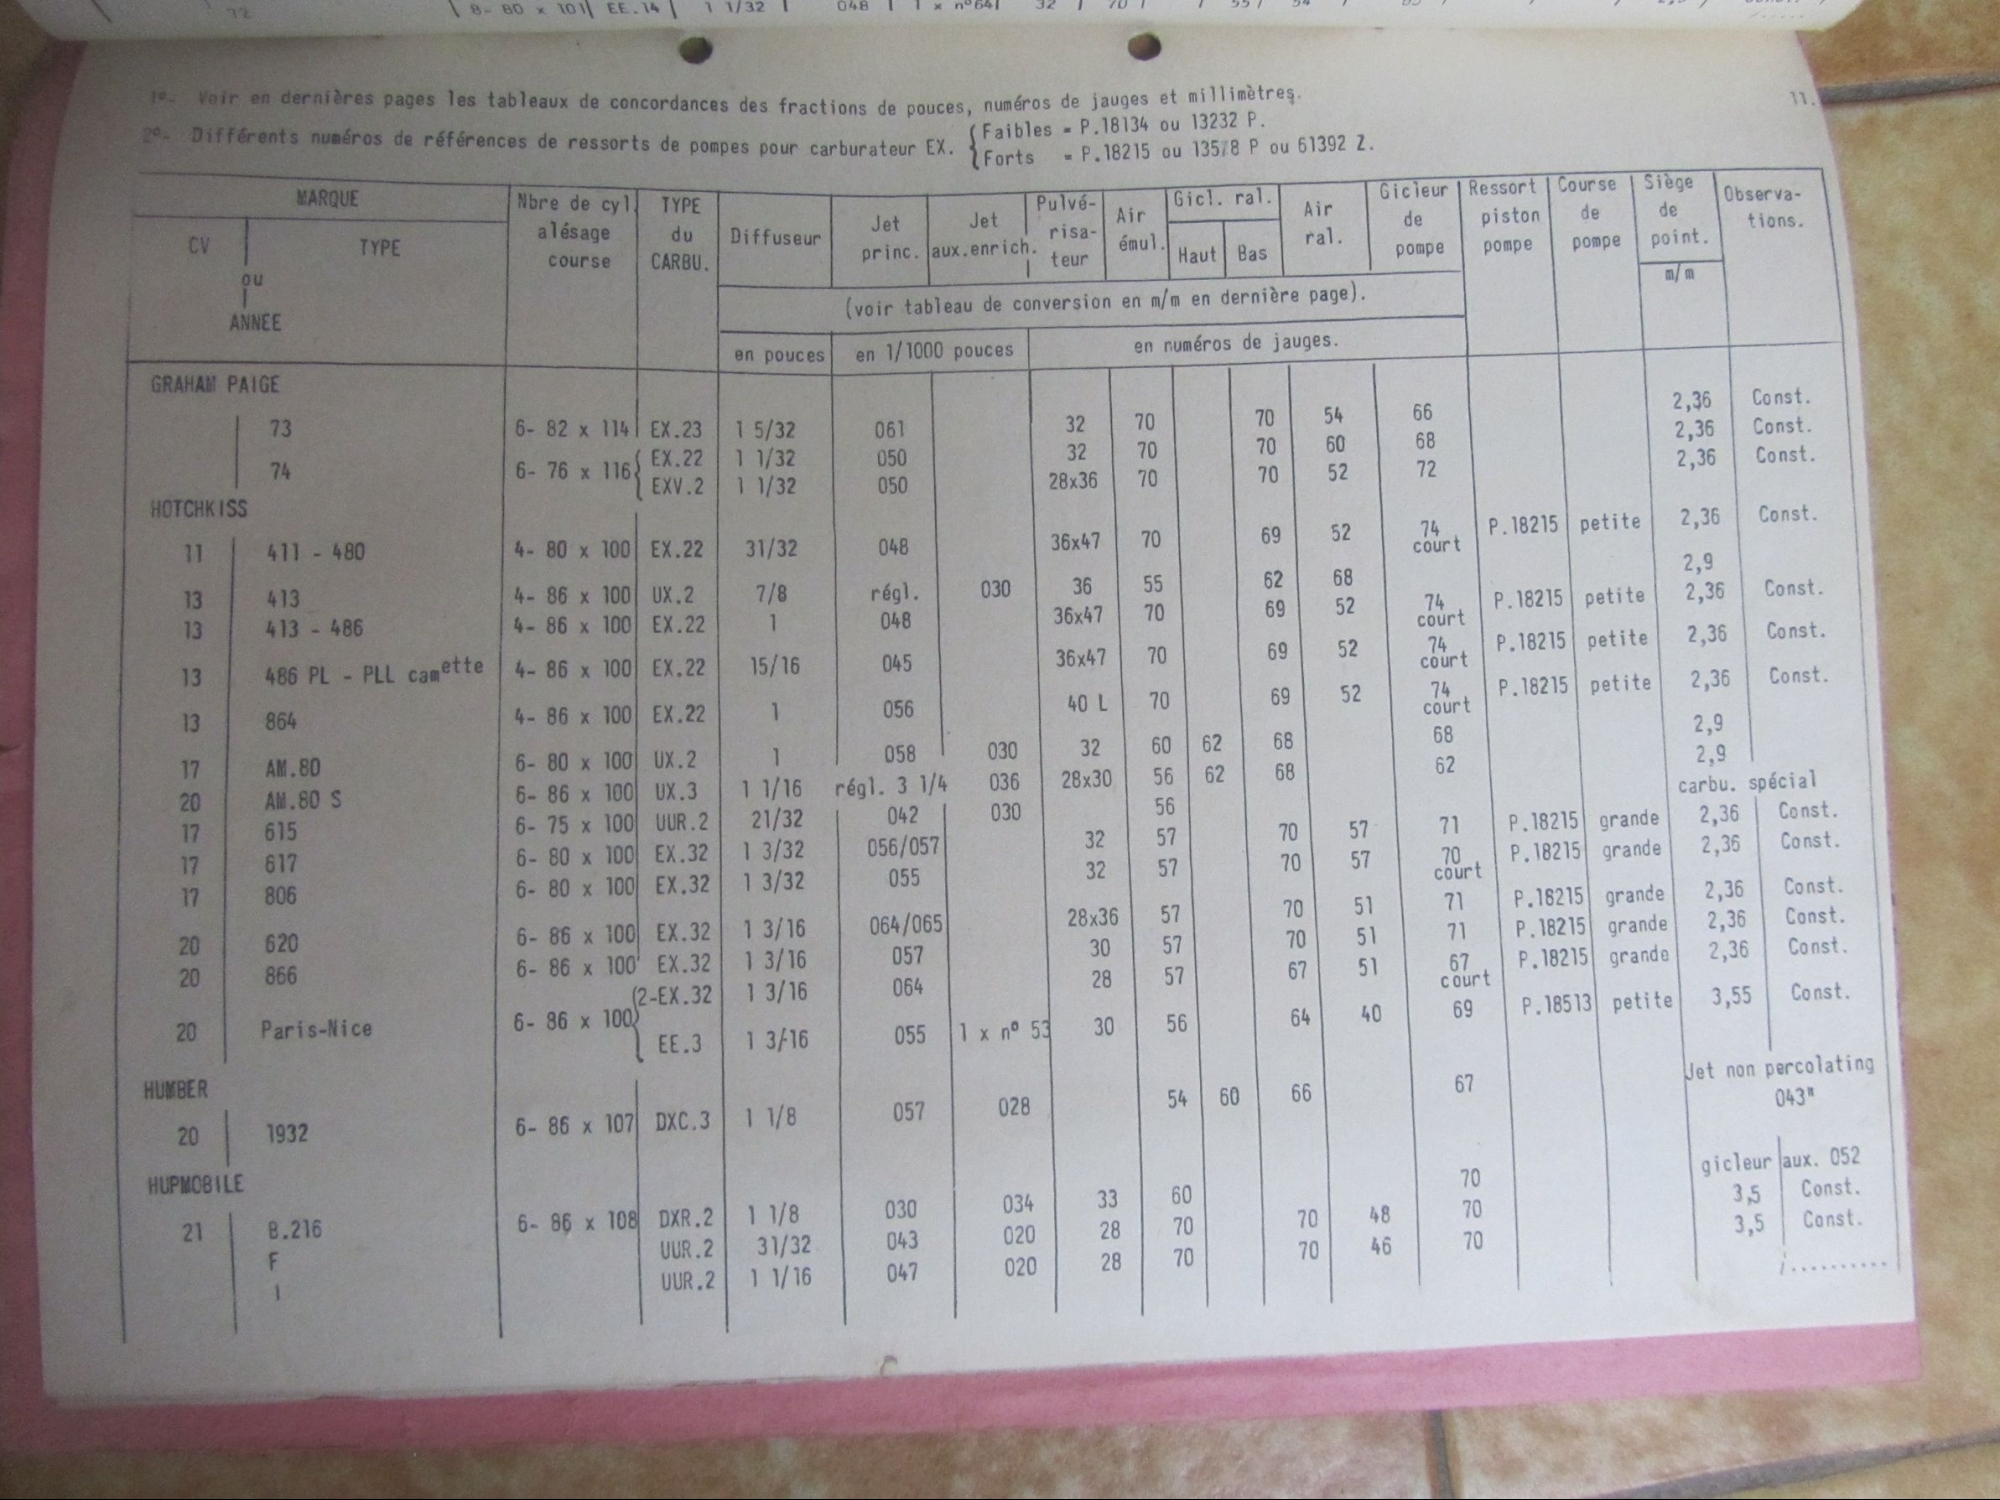 72 8- 80 x 101 EE.14 1 1/32 048 1 x nº64 32 70 55 54
1º- Voir en dernières pages les tableaux de concordances des fractions de pouces, numéros de jauges et millimètres. 11.
2º- Différents numéros de références de ressorts de pompes pour carburateur EX. { Faibles = P.18134 ou 13232 P.
{ Forts = P.18215 ou 13578 P ou 61392 Z.
MARQUE
CV ou ANNEE
TYPE
Nbre de cyl. alésage course
TYPE du CARBU.
Diffuseur
Jet princ.
Jet aux.enrich.
Pulvé-risa-teur
Air émul.
Gicl. ral.
Haut Bas
Air ral.
Gicleur de pompe
Ressort piston pompe
Course de pompe
Siège de point.
m/m
Observa-tions.
(voir tableau de conversion en m/m en dernière page).
en pouces en 1/1000 pouces en numéros de jauges.
GRAHAM PAIGE
73 6- 82 x 114 EX.23 1 5/32 061 32 70 70 54 66 2,36 Const.
74 6- 76 x 116 { EX.22 1 1/32 050 32 70 70 60 68 2,36 Const.
{ EXV.2 1 1/32 050 28x36 70 70 52 72 2,36 Const.
HOTCHKISS
11 411 - 480 4- 80 x 100 EX.22 31/32 048 36x47 70 69 52 74 court P.18215 petite 2,36 Const.
13 413 4- 86 x 100 UX.2 7/8 régl. 030 36 55 62 68 2,9
13 413 - 486 4- 86 x 100 EX.22 1 048 36x47 70 69 52 74 court P.18215 petite 2,36 Const.
13 486 PL - PLL camette 4- 86 x 100 EX.22 15/16 045 36x47 70 69 52 74 court P.18215 petite 2,36 Const.
13 864 4- 86 x 100 EX.22 1 056 40 L 70 69 52 74 court P.18215 petite 2,36 Const.
17 AM.80 6- 80 x 100 UX.2 1 058 030 32 60 62 68 68 2,9
20 AM.80 S 6- 86 x 100 UX.3 1 1/16 régl. 3 1/4 036 28x30 56 62 68 62 2,9
17 615 6- 75 x 100 UUR.2 21/32 042 030 56 carbu. spécial
17 617 6- 80 x 100 EX.32 1 3/32 056/057 32 57 70 57 71 P.18215 grande 2,36 Const.
17 806 6- 80 x 100 EX.32 1 3/32 055 32 57 70 57 70 court P.18215 grande 2,36 Const.
20 620 6- 86 x 100 EX.32 1 3/16 064/065 28x36 57 70 51 71 P.18215 grande 2,36 Const.
20 866 6- 86 x 100 EX.32 1 3/16 057 30 57 70 51 71 P.18215 grande 2,36 Const.
20 Paris-Nice 6- 86 x 100 { 2-EX.32 1 3/16 064 28 57 67 51 67 court P.18215 grande 2,36 Const.
{ EE.3 1 3/16 055 1 x nº 53 30 56 64 40 69 P.18513 petite 3,55 Const.
HUMBER
20 1932 6- 86 x 107 DXC.3 1 1/8 057 028 54 60 66 67 Jet non percolating
043"
HUPMOBILE
21 B.216 6- 86 x 108 DXR.2 1 1/8 030 034 33 60 70 gicleur aux. 052
F UUR.2 31/32 043 020 28 70 70 48 70 3,5 Const.
I UUR.2 1 1/16 047 020 28 70 70 46 70 3,5 Const.
/..........